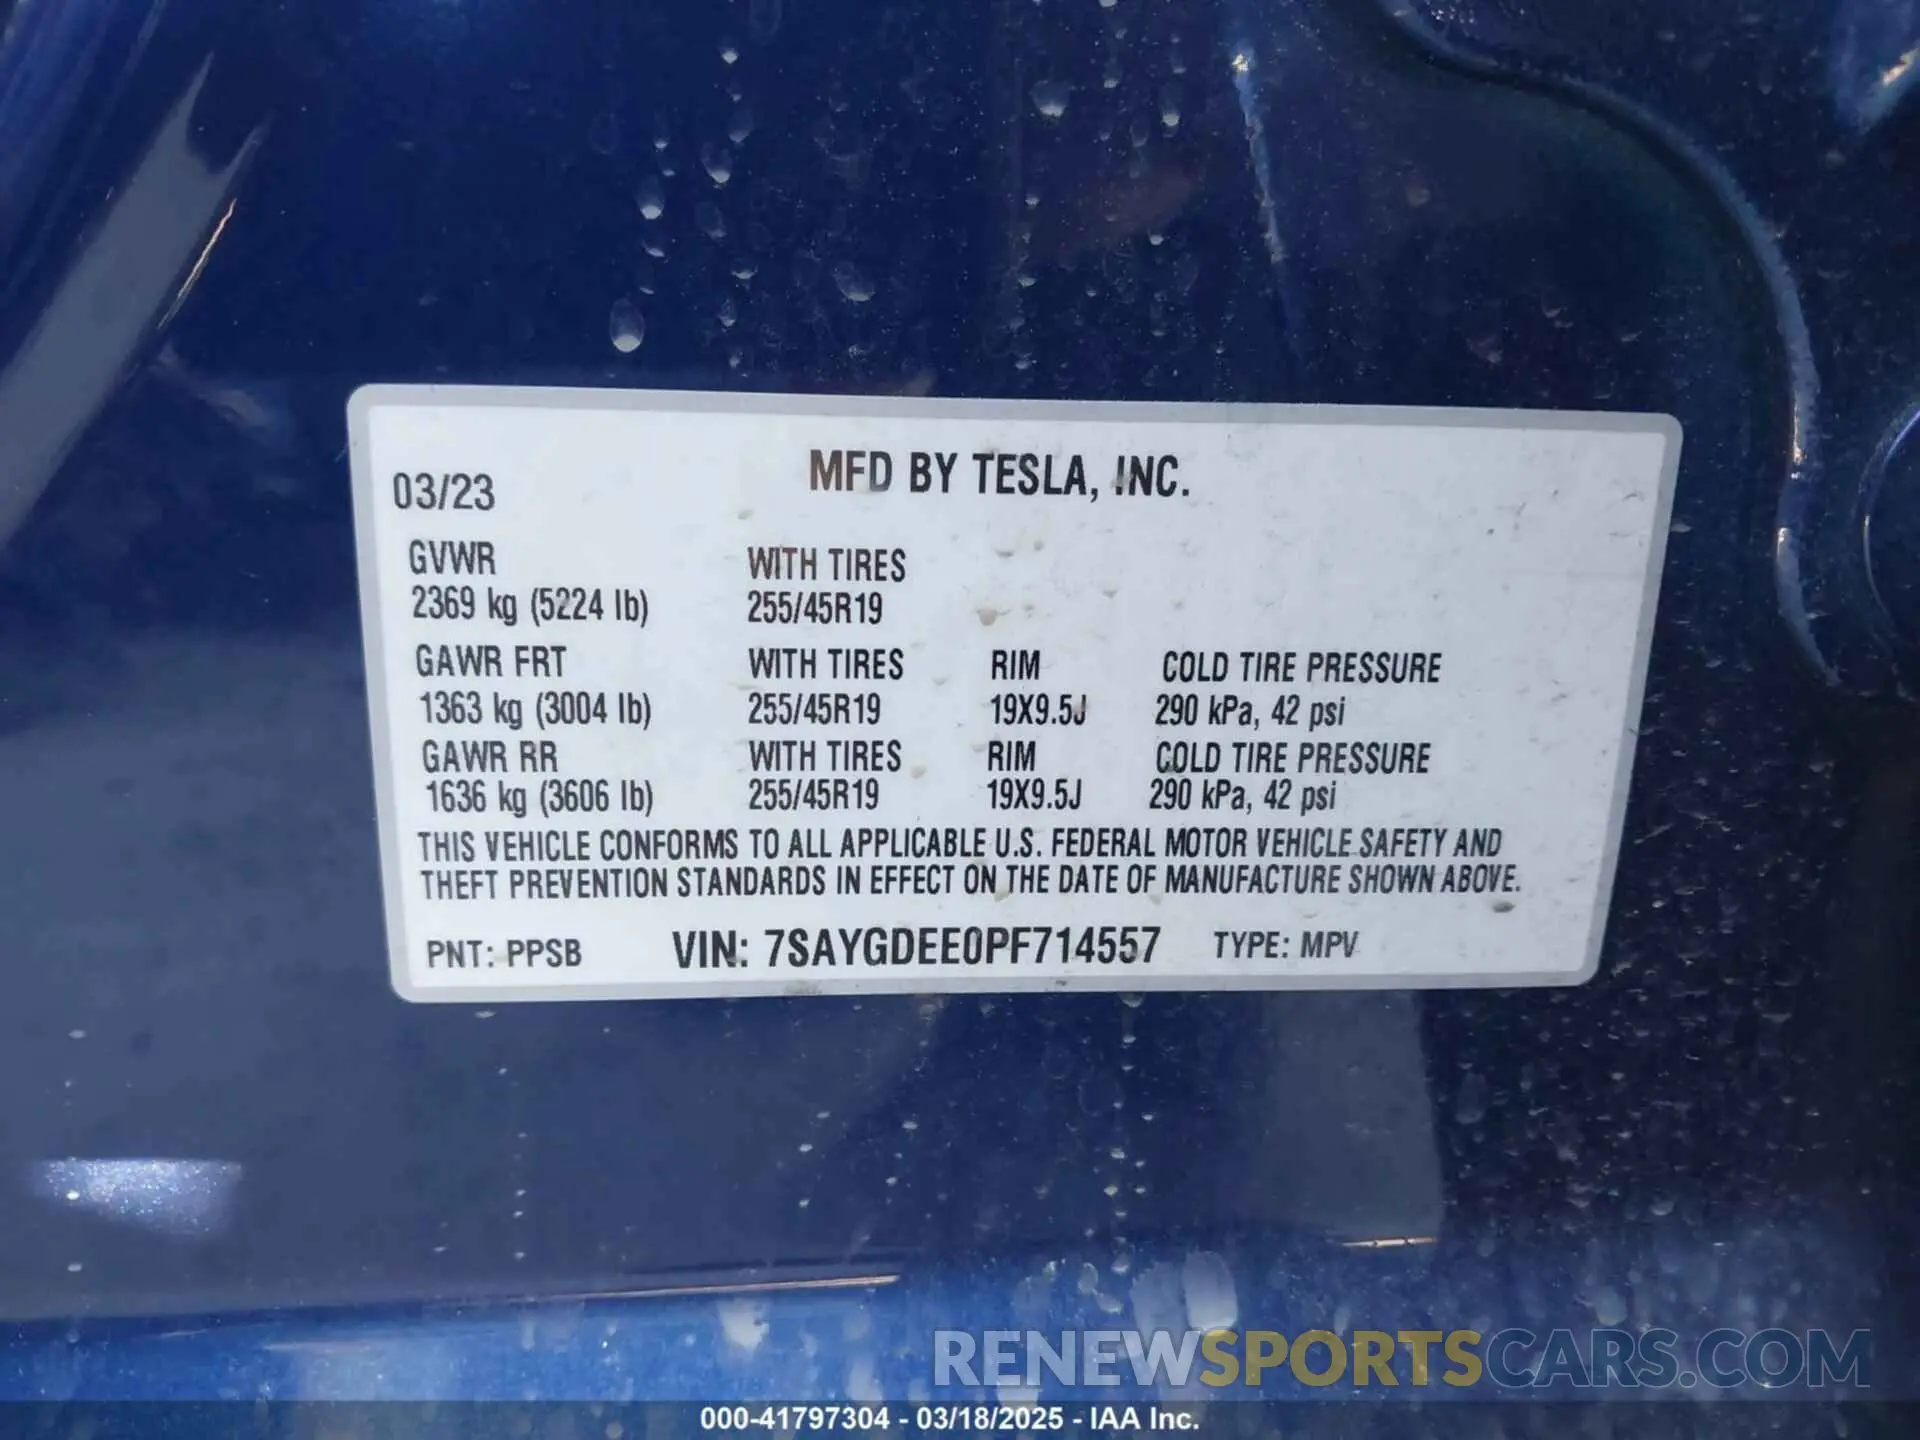 03/23 MFD BY TESLA, INC.
GVWR WITH TIRES
2369 kg (5224 lb) 255/45R19
GAWR FRT WITH TIRES RIM COLD TIRE PRESSURE
1363 kg (3004 lb) 255/45R19 19X9.5J 290 kPa, 42 psi
GAWR RR WITH TIRES RIM COLD TIRE PRESSURE
1636 kg (3606 lb) 255/45R19 19X9.5J 290 kPa, 42 psi
THIS VEHICLE CONFORMS TO ALL APPLICABLE U.S. FEDERAL MOTOR VEHICLE SAFETY AND
THEFT PREVENTION STANDARDS IN EFFECT ON THE DATE OF MANUFACTURE SHOWN ABOVE.
PNT: PPSB VIN: 7SAYGDEE0PF714557 TYPE: MPV
RENEWSPORTSCARS.COM
000-41797304 - 03/18/2025 - IAA Inc.